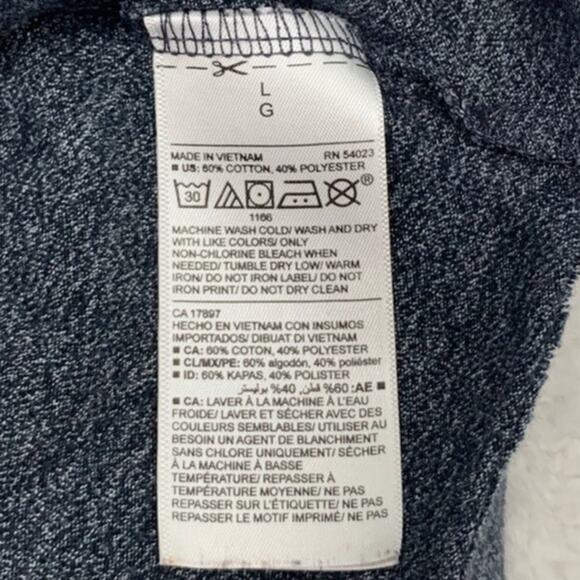 L
G
MADE IN VIETNAM RN 54023
■ US: 60% COTTON, 40% POLYESTER
30 ®
1166
MACHINE WASH COLD/ WASH AND DRY
WITH LIKE COLORS/ ONLY
NON-CHLORINE BLEACH WHEN
NEEDED/ TUMBLE DRY LOW/ WARM
IRON/ DO NOT IRON LABEL/ DO NOT
IRON PRINT/ DO NOT DRY CLEAN
CA 17897
HECHO EN VIETNAM CON INSUMOS
IMPORTADOS/ DIBUAT DI VIETNAM
■ CA: 60% COTON, 40% POLYESTER
■ CL/MX/PE: 60% algodón, 40% poliéster
■ ID: 60% KAPAS, 40% POLISTER
■ AE: 60% قطن, 40% بوليستر
■ CA: LAVER À LA MACHINE À L'EAU
FROIDE/ LAVER ET SÉCHER AVEC DES
COULEURS SEMBLABLES/ UTILISER AU
BESOIN UN AGENT DE BLANCHIMENT
SANS CHLORE UNIQUEMENT/ SÉCHER
À LA MACHINE À BASSE
TEMPÉRATURE/ REPASSER À
TEMPÉRATURE MOYENNE/ NE PAS
REPASSER SUR L'ÉTIQUETTE/ NE PAS
REPASSER LE MOTIF IMPRIMÉ/ NE PAS